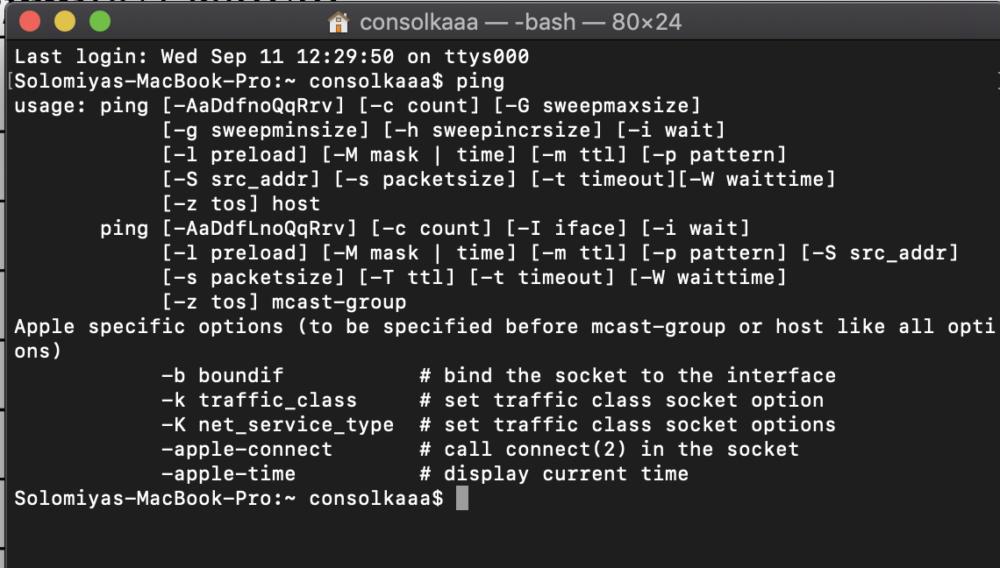 consolkaaa — -bash — 80×24
Last login: Wed Sep 11 12:29:50 on ttys000
[Solomiyas-MacBook-Pro:~ consolkaaa$ ping
usage: ping [-AaDdfnoQqRrv] [-c count] [-G sweepmaxsize]
            [-g sweepminsize] [-h sweepincrsize] [-i wait]
            [-l preload] [-M mask | time] [-m ttl] [-p pattern]
            [-S src_addr] [-s packetsize] [-t timeout][-W waittime]
            [-z tos] host
       ping [-AaDdfLnoQqRrv] [-c count] [-I iface] [-i wait]
            [-l preload] [-M mask | time] [-m ttl] [-p pattern] [-S src_addr]
            [-s packetsize] [-T ttl] [-t timeout] [-W waittime]
            [-z tos] mcast-group
Apple specific options (to be specified before mcast-group or host like all opti
ons)
            -b boundif           # bind the socket to the interface
            -k traffic_class     # set traffic class socket option
            -K net_service_type  # set traffic class socket options
            -apple-connect       # call connect(2) in the socket
            -apple-time          # display current time
Solomiyas-MacBook-Pro:~ consolkaaa$